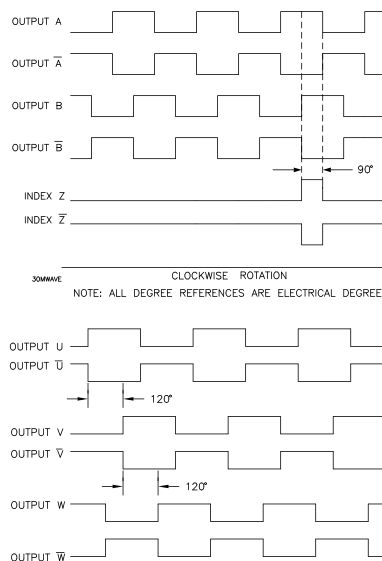 OUTPUT A
OUTPUT A̅
OUTPUT B
OUTPUT B̅
90°
INDEX Z
INDEX Z̅
30MWAVE
CLOCKWISE ROTATION
NOTE: ALL DEGREE REFERENCES ARE ELECTRICAL DEGREE
OUTPUT U
OUTPUT U̅
120°
OUTPUT V
OUTPUT V̅
120°
OUTPUT W
OUTPUT W̅